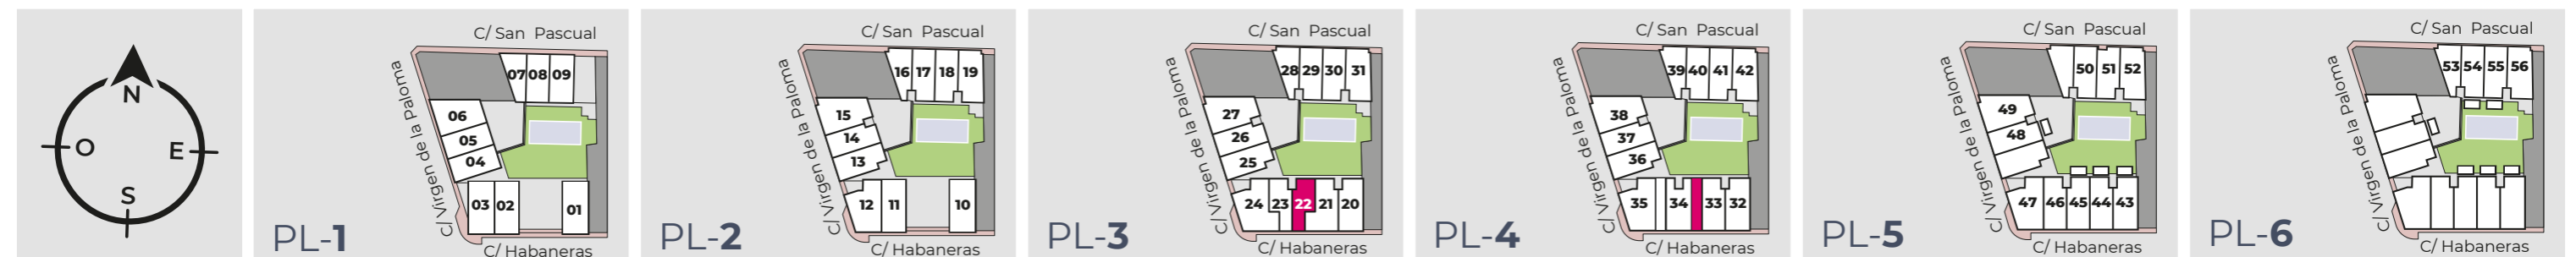 N
O
E
S
C/ San Pascual
C/ Virgen de la Paloma
07 08 09
06
05
04
03 02
01
PL-1
C/ Habaneras
C/ San Pascual
C/ Virgen de la Paloma
16 17 18 19
15
14
13
12 11
10
PL-2
C/ Habaneras
C/ San Pascual
C/ Virgen de la Paloma
28 29 30 31
27
26
25
24 23 22 21 20
PL-3
C/ Habaneras
C/ San Pascual
C/ Virgen de la Paloma
39 40 41 42
38
37
36
35 34 33 32
PL-4
C/ Habaneras
C/ San Pascual
C/ Virgen de la Paloma
50 51 52
49
48
47 46 45 44 43
PL-5
C/ Habaneras
C/ San Pascual
C/ Virgen de la Paloma
53 54 55 56
PL-6
C/ Habaneras